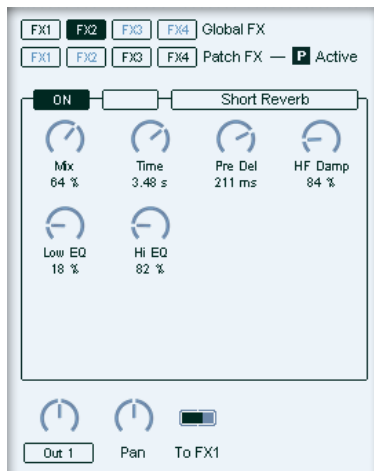 FX1 FX2 FX3 FX4 Global FX
FX1 FX2 FX3 FX4 Patch FX — P Active
ON Short Reverb
Mix Time Pre Del HF Damp
64 % 3.48 s 211 ms 84 %
Low EQ Hi EQ
18 % 82 %
Out 1 Pan To FX1